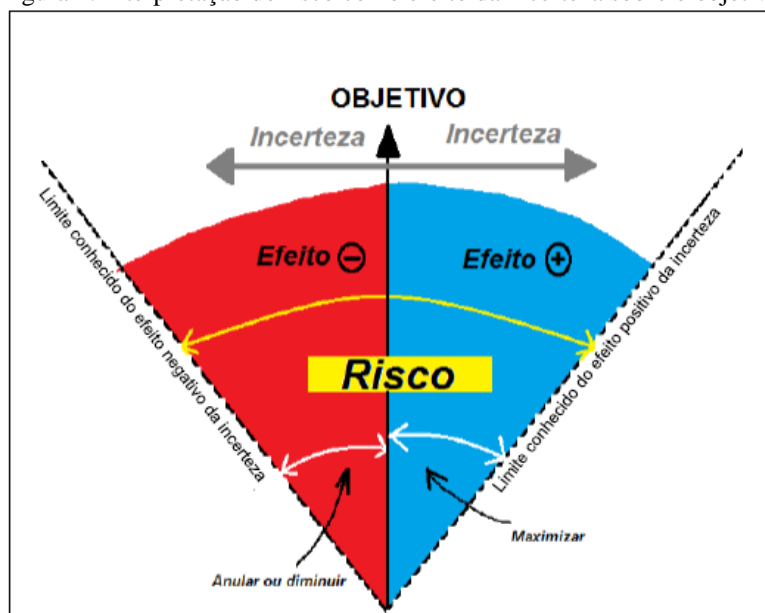 OBJETIVO
Incerteza Incerteza
Efeito ⊖ Efeito ⊕
Limite conhecido do efeito negativo da incerteza
Limite conhecido do efeito positivo da incerteza
Risco
Maximizar
Anular ou diminuir